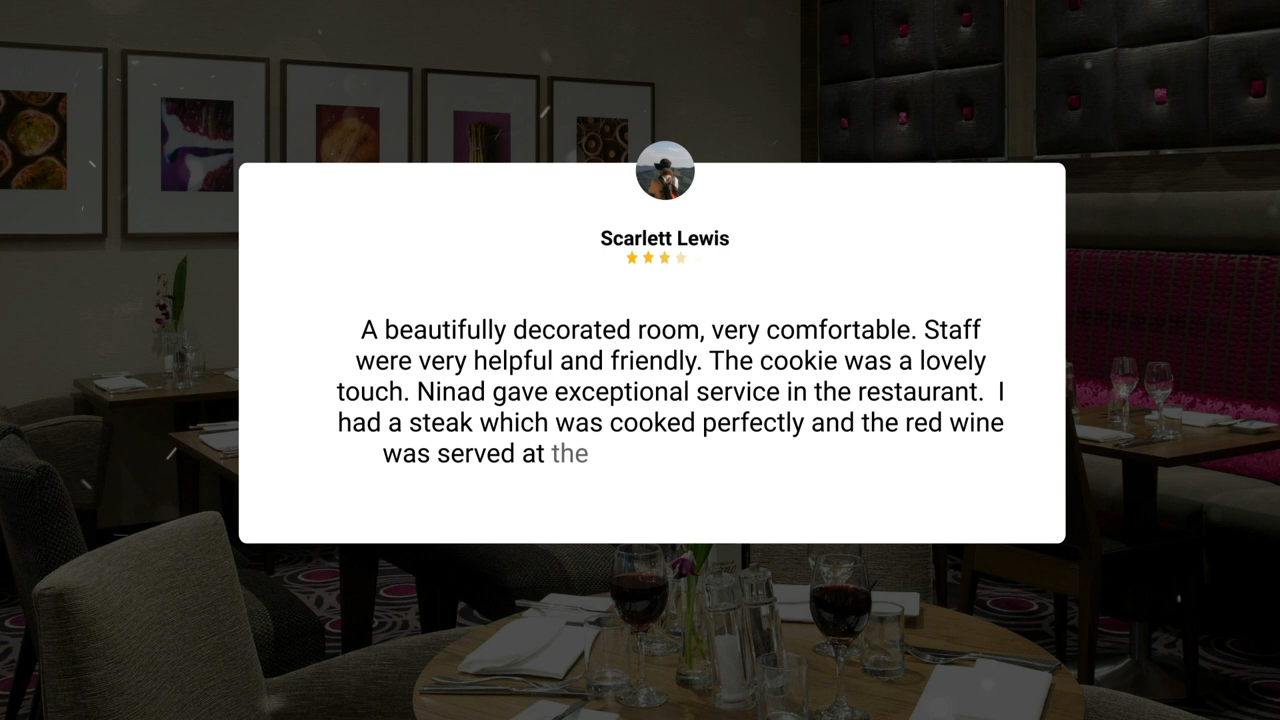 Scarlett Lewis
A beautifully decorated room, very comfortable. Staff
were very helpful and friendly. The cookie was a lovely
touch. Ninad gave exceptional service in the restaurant.  I
had a steak which was cooked perfectly and the red wine
was served at the